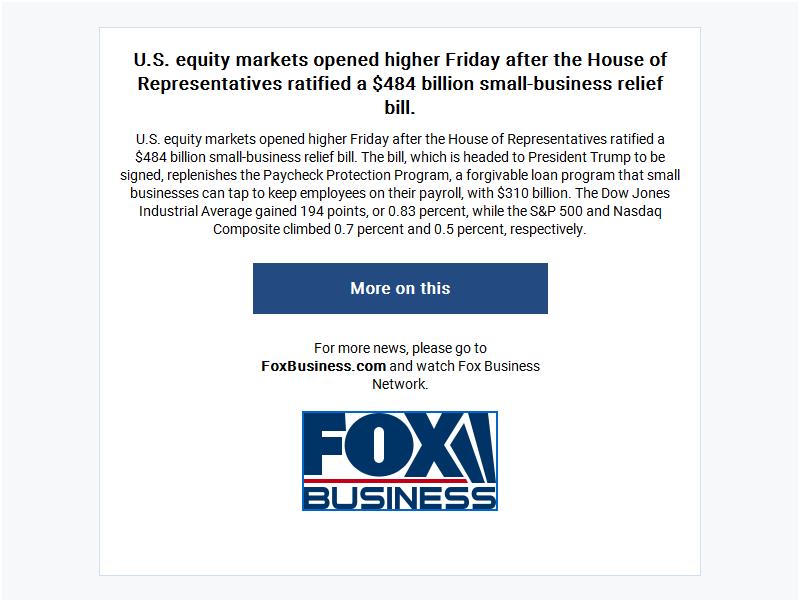 U.S. equity markets opened higher Friday after the House of
Representatives ratified a $484 billion small-business relief
bill.
U.S. equity markets opened higher Friday after the House of Representatives ratified a
$484 billion small-business relief bill. The bill, which is headed to President Trump to be
signed, replenishes the Paycheck Protection Program, a forgivable loan program that small
businesses can tap to keep employees on their payroll, with $310 billion. The Dow Jones
Industrial Average gained 194 points, or 0.83 percent, while the S&P 500 and Nasdaq
Composite climbed 0.7 percent and 0.5 percent, respectively.
More on this
For more news, please go to
FoxBusiness.com and watch Fox Business
Network.
FOX
BUSINESS